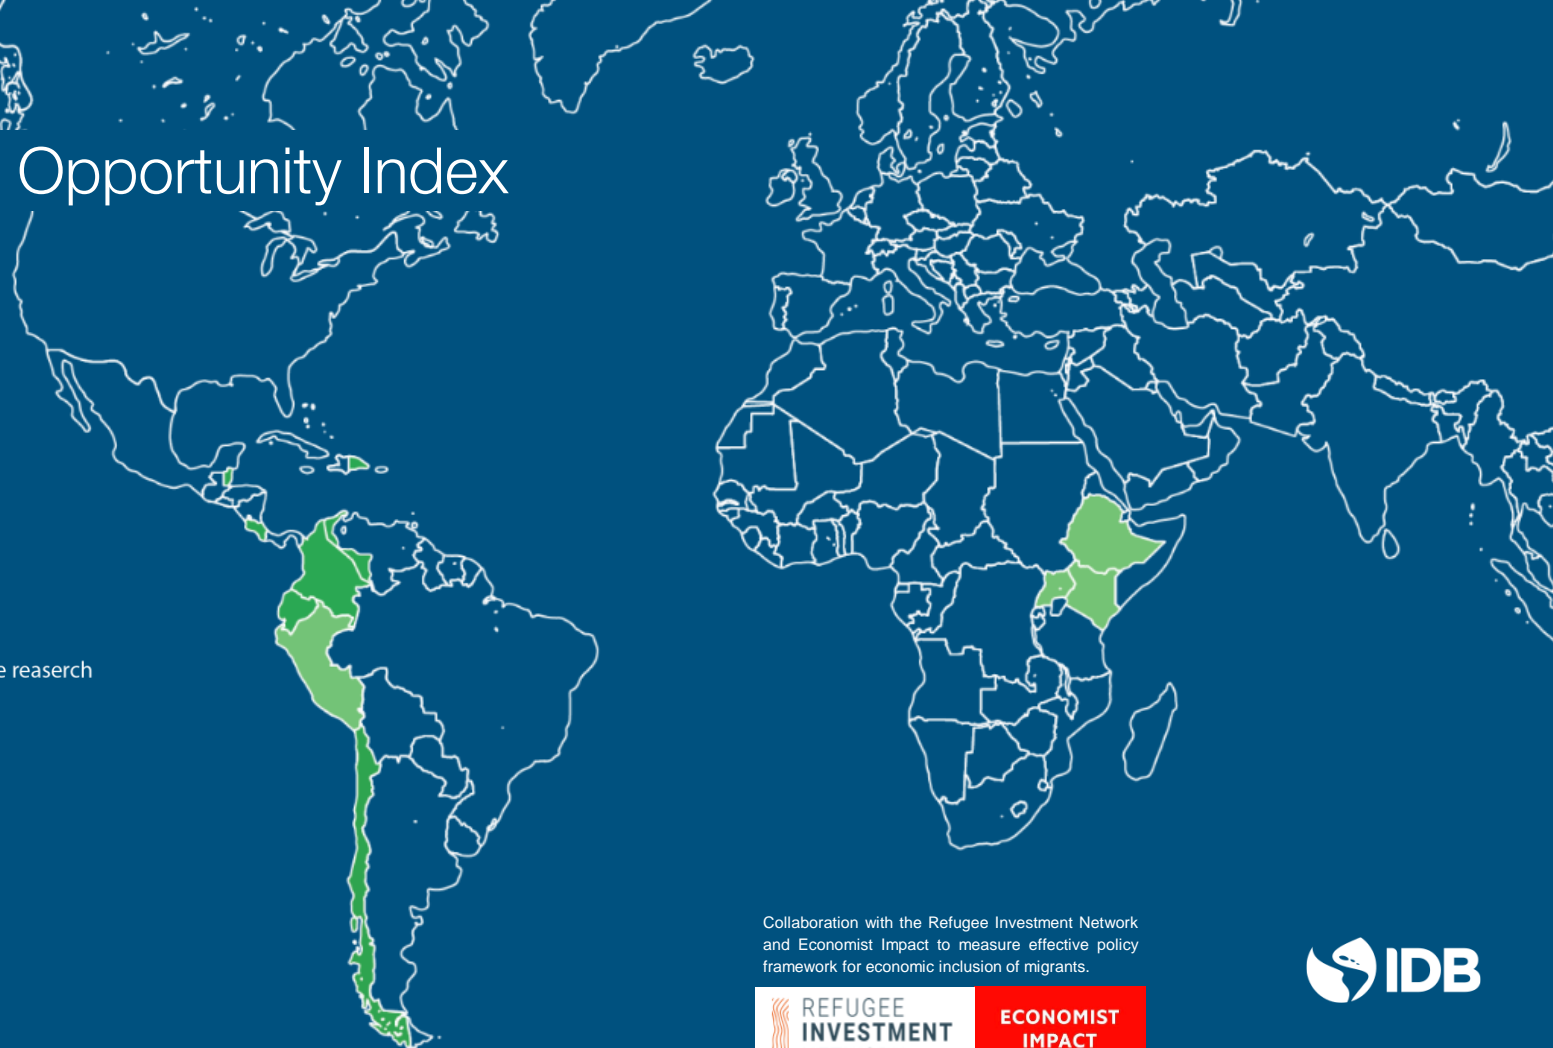 Opportunity Index
e reaserch
Collaboration with the Refugee Investment Network
and Economist Impact to measure effective policy
framework for economic inclusion of migrants.
REFUGEE
INVESTMENT
ECONOMIST
IMPACT
IDB